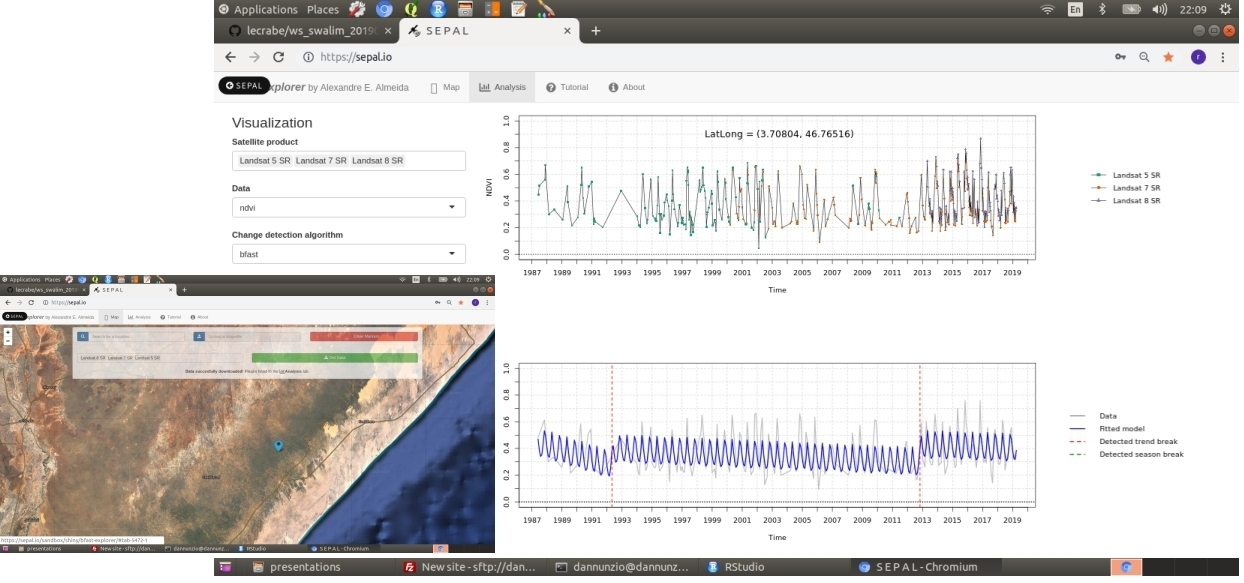 Applications Places En 22:09
lecrabe/ws_swalim_2019 × SEPAL × +
https://sepal.io
SEPAL xplorer by Alexandre E. Almeida Map Analysis Tutorial About
Visualization
Satellite product
Landsat 5 SR Landsat 7 SR Landsat 8 SR
Data
ndvi
Change detection algorithm
bfast
LatLong = (3.70804, 46.76516)
NDVI
1.0
0.8
0.6
0.4
0.2
0.0
1987 1989 1991 1993 1995 1997 1999 2001 2003 2005 2007 2009 2011 2013 2015 2017 2019
Time
Landsat 5 SR
Landsat 7 SR
Landsat 8 SR
Applications Places En 22:09
lecrabe/ws_swalim_201 × SEPAL × +
https://sepal.io
SEPAL xplorer by Alexandre E. Almeida Map Analysis Tutorial About
+
−
Landsat 8 SR Landsat 7 SR Landsat 5 SR
Data successfully downloaded! Please head to the Analysis tab.
https://sepal.io/sandbox/shiny/bfast-explorer/#tab-5472-1
presentations New site - sftp://dan... dannunzio@dannunz... RStudio SEPAL - Chromium
1.0
0.8
0.6
0.4
0.2
0.0
1987 1989 1991 1993 1995 1997 1999 2001 2003 2005 2007 2009 2011 2013 2015 2017 2019
Time
Data
Fitted model
Detected trend break
Detected season break
presentations New site - sftp://dan... dannunzio@dannunz... RStudio SEPAL - Chromium